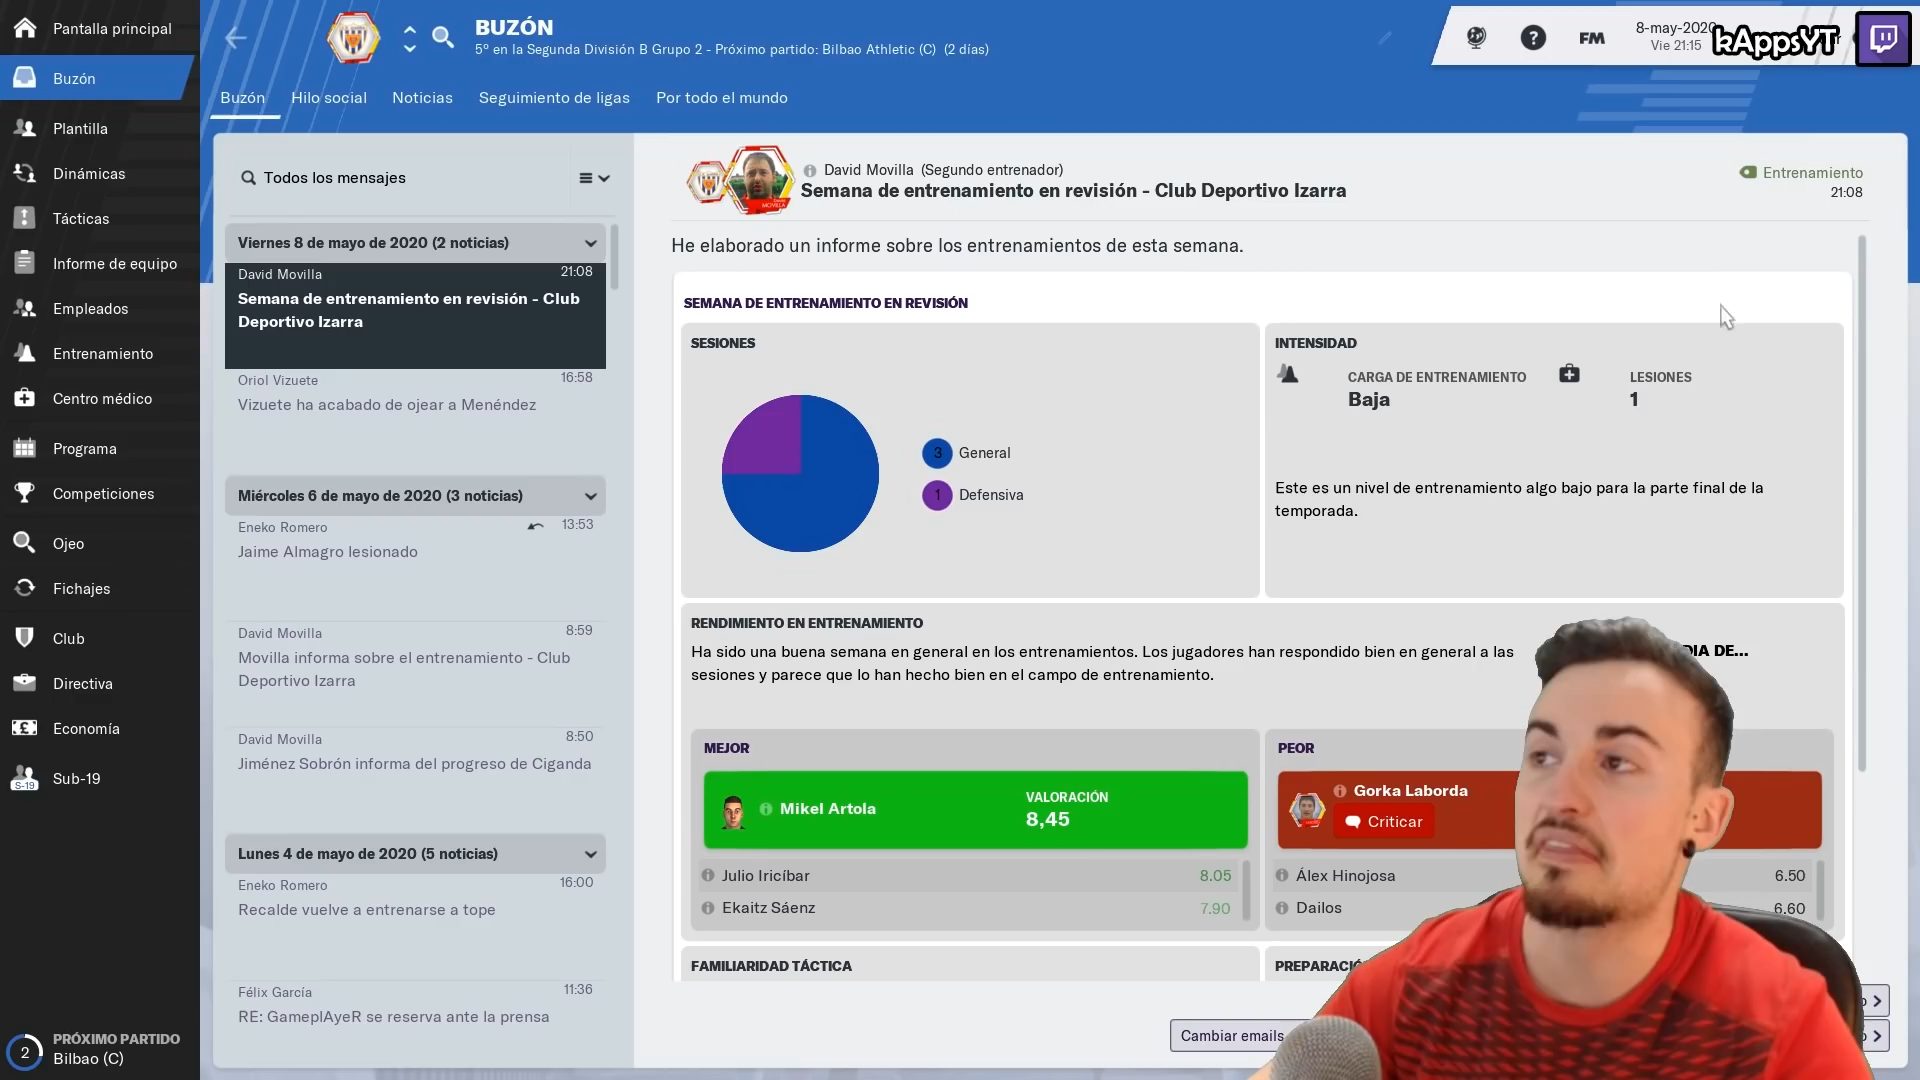 Pantalla principal
Buzón
Plantilla
Dinámicas
Tácticas
Informe de equipo
Empleados
Entrenamiento
Centro médico
Programa
Competiciones
Ojeo
Fichajes
Club
Directiva
Economía
S-19
Sub-19
2
PRÓXIMO PARTIDO
Bilbao (C)
BUZÓN
5º en la Segunda División B Grupo 2 - Próximo partido: Bilbao Athletic (C) (2 días)
FM
8-may-2020
Vie 21:15
kAppsYT
Buzón
Hilo social
Noticias
Seguimiento de ligas
Por todo el mundo
Todos los mensajes
Viernes 8 de mayo de 2020 (2 noticias)
David Movilla
21:08
Semana de entrenamiento en revisión - Club
Deportivo Izarra
Oriol Vizuete
16:58
Vizuete ha acabado de ojear a Menéndez
Miércoles 6 de mayo de 2020 (3 noticias)
Eneko Romero
13:53
Jaime Almagro lesionado
David Movilla
8:59
Movilla informa sobre el entrenamiento - Club
Deportivo Izarra
David Movilla
8:50
Jiménez Sobrón informa del progreso de Ciganda
Lunes 4 de mayo de 2020 (5 noticias)
Eneko Romero
16:00
Recalde vuelve a entrenarse a tope
Félix García
11:36
RE: GameplAyeR se reserva ante la prensa
MOVILLA
David Movilla (Segundo entrenador)
Semana de entrenamiento en revisión - Club Deportivo Izarra
Entrenamiento
21:08
He elaborado un informe sobre los entrenamientos de esta semana.
SEMANA DE ENTRENAMIENTO EN REVISIÓN
SESIONES
3 General
1 Defensiva
INTENSIDAD
CARGA DE ENTRENAMIENTO
Baja
LESIONES
1
Este es un nivel de entrenamiento algo bajo para la parte final de la
temporada.
RENDIMIENTO EN ENTRENAMIENTO
Ha sido una buena semana en general en los entrenamientos. Los jugadores han respondido bien en general a las
sesiones y parece que lo han hecho bien en el campo de entrenamiento.
DE...
MEJOR
Mikel Artola
VALORACIÓN
8,45
Julio Iricíbar
8.05
Ekaitz Sáenz
7.90
PEOR
Gorka Laborda
Criticar
Álex Hinojosa
6.50
Dailos
6.60
FAMILIARIDAD TÁCTICA
Cambiar emails